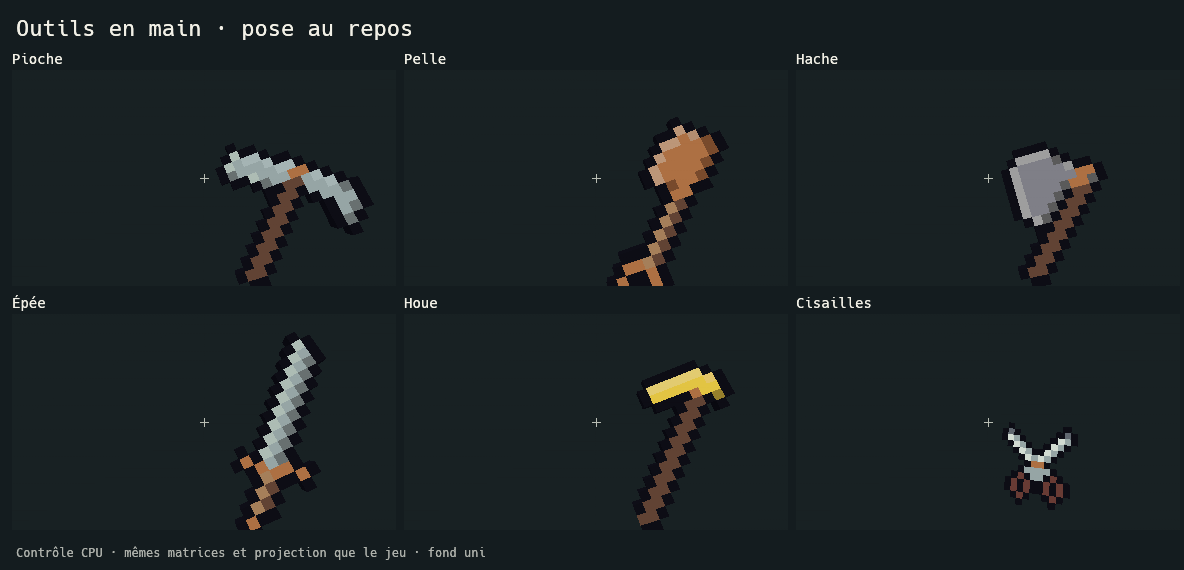 Outils en main · pose au repos
Pioche
Pelle
Hache
Épée
Houe
Cisailles
Contrôle CPU · mêmes matrices et projection que le jeu · fond uni